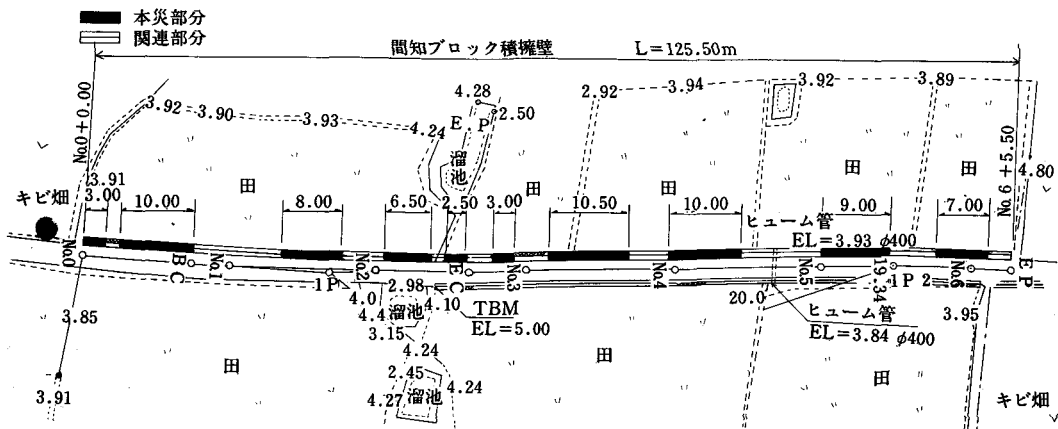 本災部分
関連部分
間知ブロック積擁壁 L=125.50m
No.0+0.00
3.92
3.90
3.93
4.24
4.28
2.50
E.P
溜池
2.92
3.94
3.92
3.89
No.6+5.50
4.80
キビ畑
3.91
田
田
田
田
田
3.00
10.00
8.00
6.50
2.50
3.00
10.50
10.00
9.00
7.00
ヒューム管
EL=3.93 φ400
No.0
BC
No.1
1P
No.2
EC
No.3
No.4
No.5
19.34
1P 2
No.6
EP
4.0
2.98
4.10
4.4
溜池
3.15
TBM
EL=5.00
20.0
ヒューム管
EL=3.84 φ400
3.95
3.85
3.91
4.24
2.45
4.24
4.27
溜池
田
田
田
キビ畑